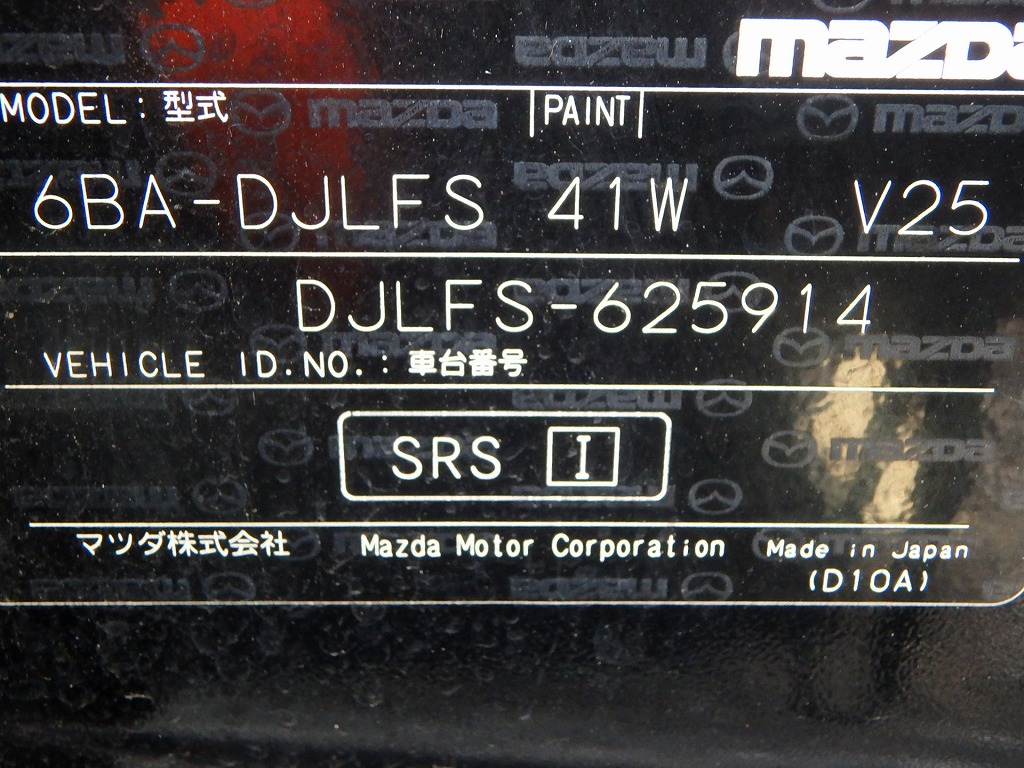 mazda
MODEL: 型式 PAINT
6BA-DJLFS 41W V25
DJLFS-625914
VEHICLE ID.NO.: 車台番号
SRS I
マツダ株式会社 Mazda Motor Corporation Made in Japan
(D10A)